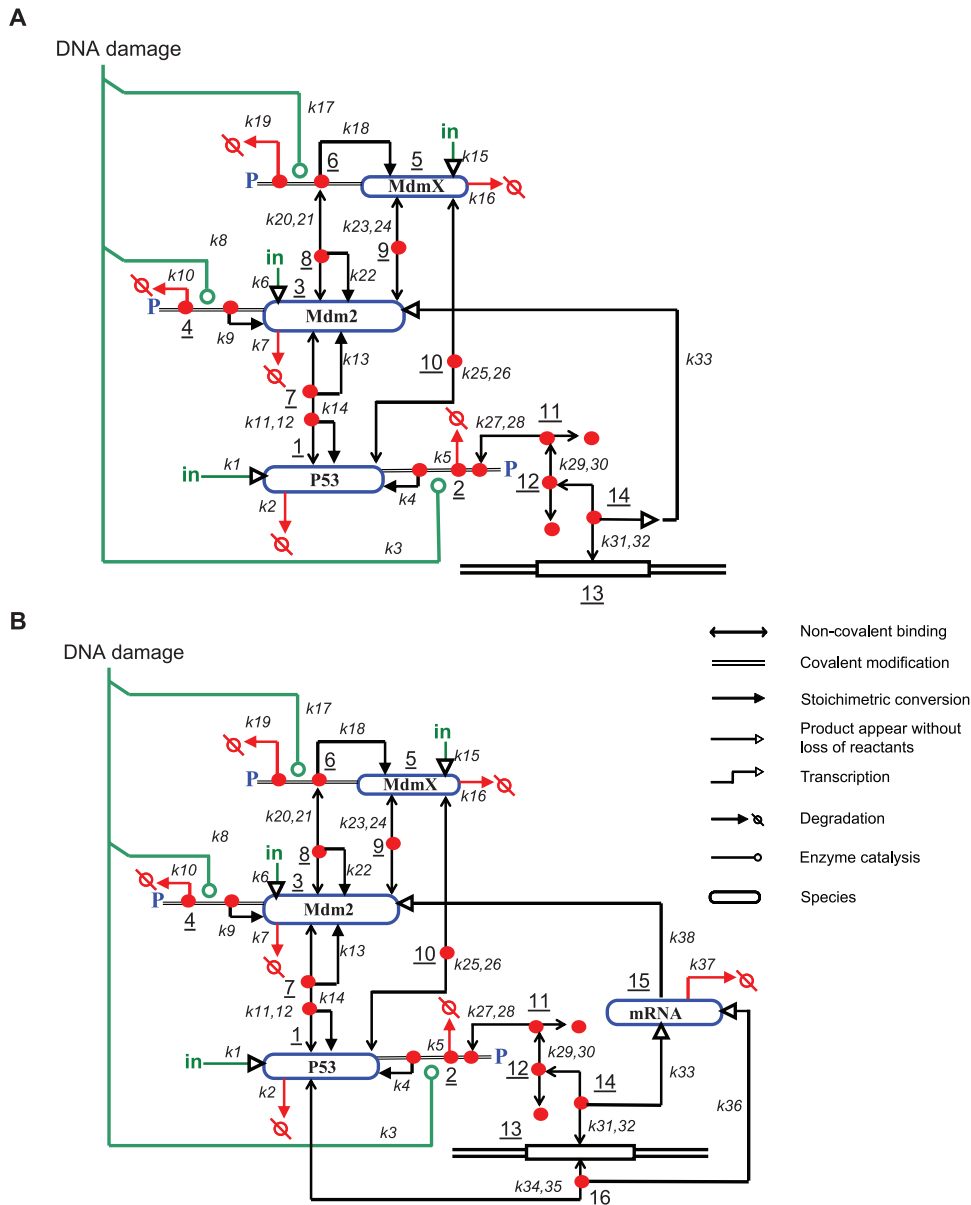 A
DNA damage
k17
k19
k18
in
6
5
k15
P
MdmX
k16
k20,21
k23,24
k8
9
in
8
k10
k6
k22
3
P
Mdm2
4
k9
k7
k13
k33
10
7
k14
k25,26
k11,12
k27,28
11
1
k5
k1
in
P53
P
k29,30
k4
2
12
14
k2
k31,32
k3
13
B
DNA damage
Non-covalent binding
Covalent modification
k17
Stoichimetric conversion
k19
k18
in
Product appear without
loss of reactants
6
5
k15
P
MdmX
Transcription
k16
k20,21
k23,24
Degradation
k8
9
in
8
Enzyme catalysis
k10
k6
k22
3
P
Mdm2
Species
4
k9
k7
k13
k38
10
k37
7
k14
k25,26
15
k11,12
k27,28
11
mRNA
1
k5
k1
in
P53
P
k29,30
k33
k4
2
12
14
k2
k36
k31,32
k3
13
k34,35
16